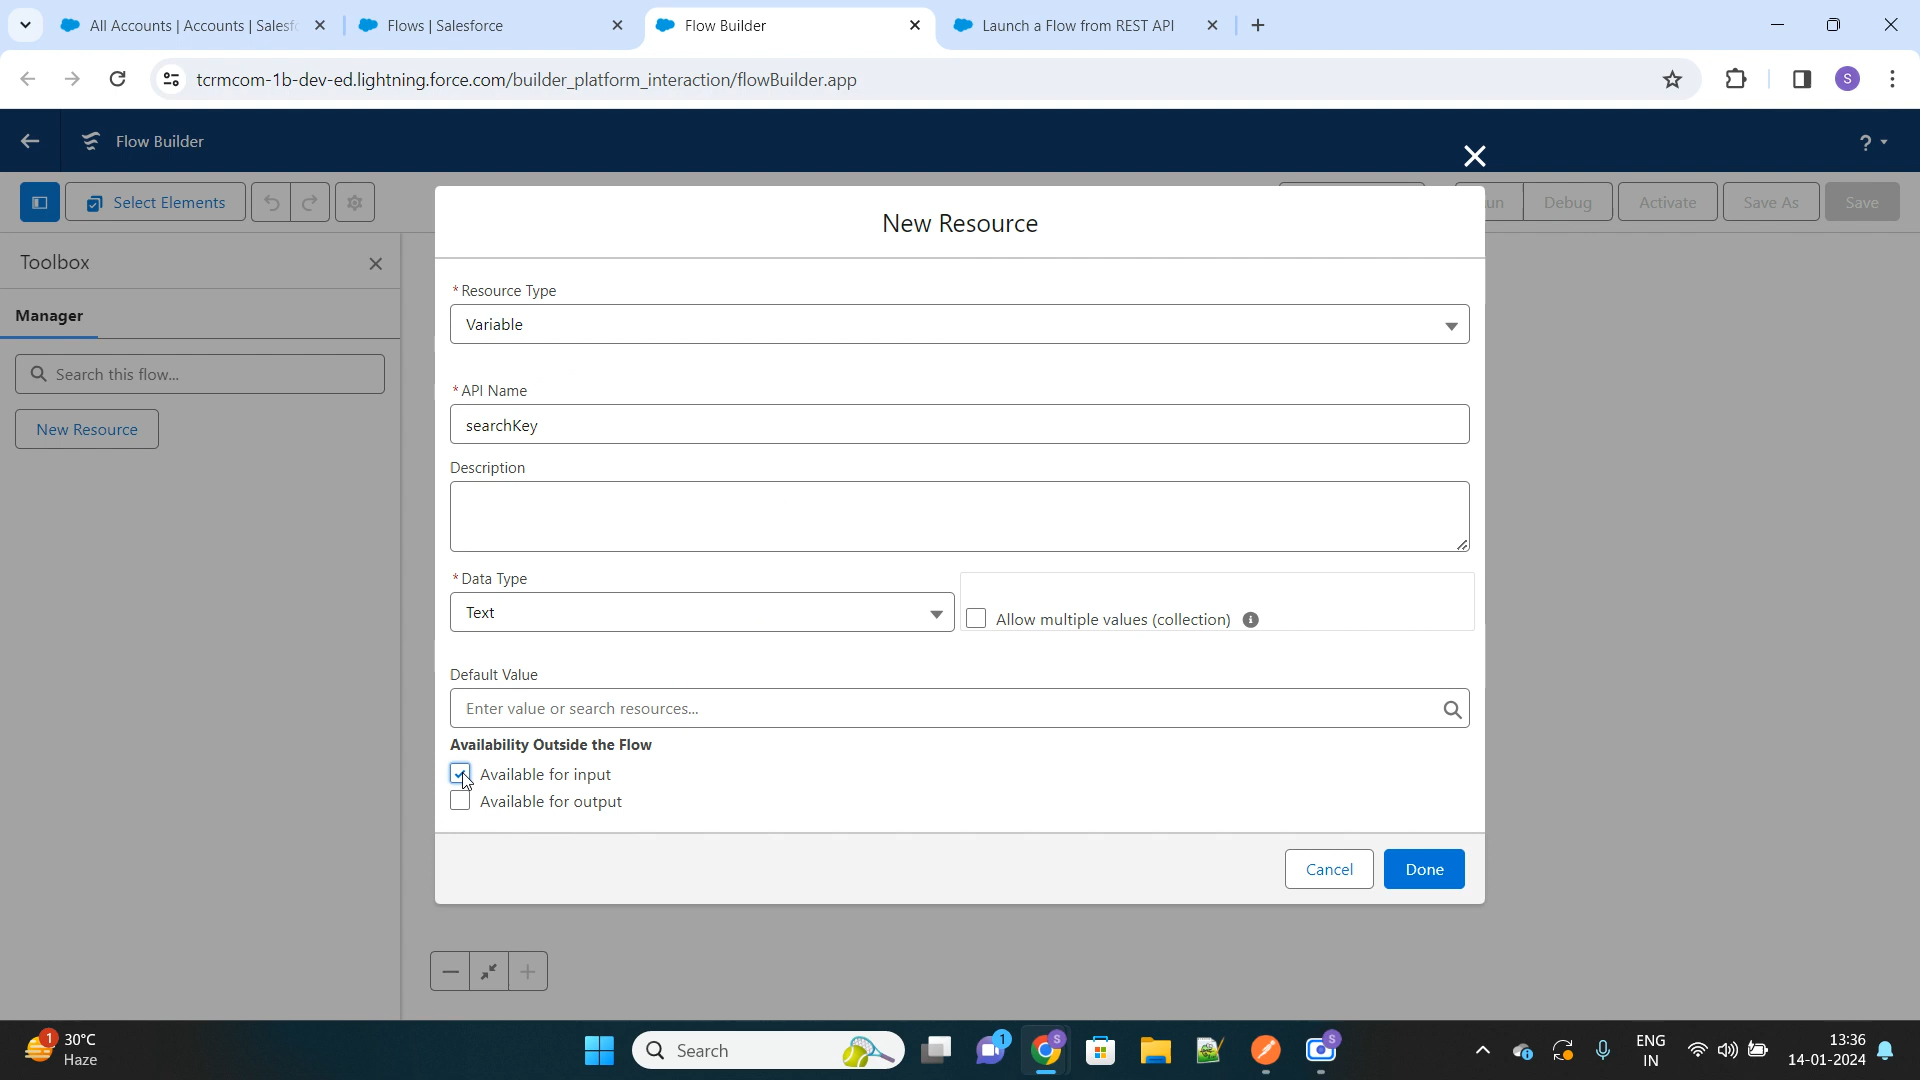 All Accounts | Accounts | Salesf
Flows | Salesforce
Flow Builder
Launch a Flow from REST API
tcrmcom-1b-dev-ed.lightning.force.com/builder_platform_interaction/flowBuilder.app
S
Flow Builder
?
Select Elements
un
Debug
Activate
Save As
Save
New Resource
Toolbox
Manager
Search this flow...
New Resource
* Resource Type
Variable
* API Name
searchKey
Description
* Data Type
Text
Allow multiple values (collection)
Default Value
Enter value or search resources...
Availability Outside the Flow
Available for input
Available for output
Cancel
Done
1
30°C
Haze
Search
1
S
S
ENG
IN
13:36
14-01-2024